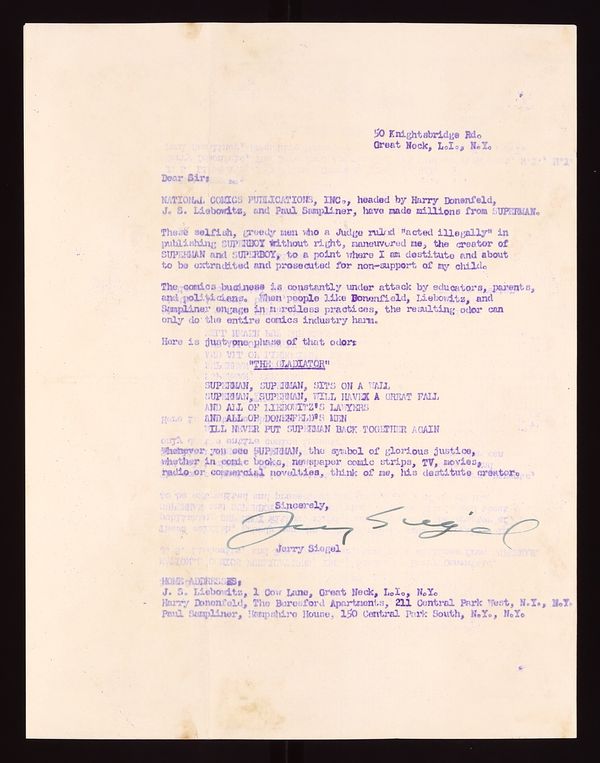 50 Knightsbridge Rd.
Great Neck, L.I., N.Y.
Dear Sir:
NATIONAL COMICS PUBLICATIONS, INC., headed by Harry Donenfeld,
J. S. Liebowitz, and Paul Sampliner, have made millions from SUPERMAN.
These selfish, greedy men who a Judge ruled "acted illegally" in
publishing SUPERBOY without right, maneuvered me, the creator of
SUPERMAN and SUPERBOY, to a point where I am destitute and about
to be extradited and prosecuted for non-support of my child.
The comics business is constantly under attack by educators, parents,
and politicians. When people like Donenfield, Liebowitz, and
Sampliner engage in merciless practices, the resulting odor can
only do the entire comics industry harm.
Here is just one phase of that odor:
"THE GLADIATOR"
SUPERMAN, SUPERMAN, SITS ON A WALL
SUPERMAN, SUPERMAN, WILL HAVEX A GREAT FALL
AND ALL OF LIEBOWITZ'S LAWYERS
AND ALL OF DONENFELD'S MEN
WILL NEVER PUT SUPERMAN BACK TOGETHER AGAIN
Whenever you see SUPERMAN, the symbol of glorious justice,
whether in comic books, newspaper comic strips, TV, movies,
radio or commercial novelties, think of me, his destitute creator.
Sincerely,
Jerry Siegel
Jerry Siegel
HOME ADDRESSES:
J. S. Liebowitz, 1 Cow Lane, Great Neck, L.I., N.Y.
Harry Donenfeld, The Beresford Apartments, 211 Central Park West, N.Y., N.Y.
Paul Sampliner, Hampshire House, 150 Central Park South, N.Y., N.Y.